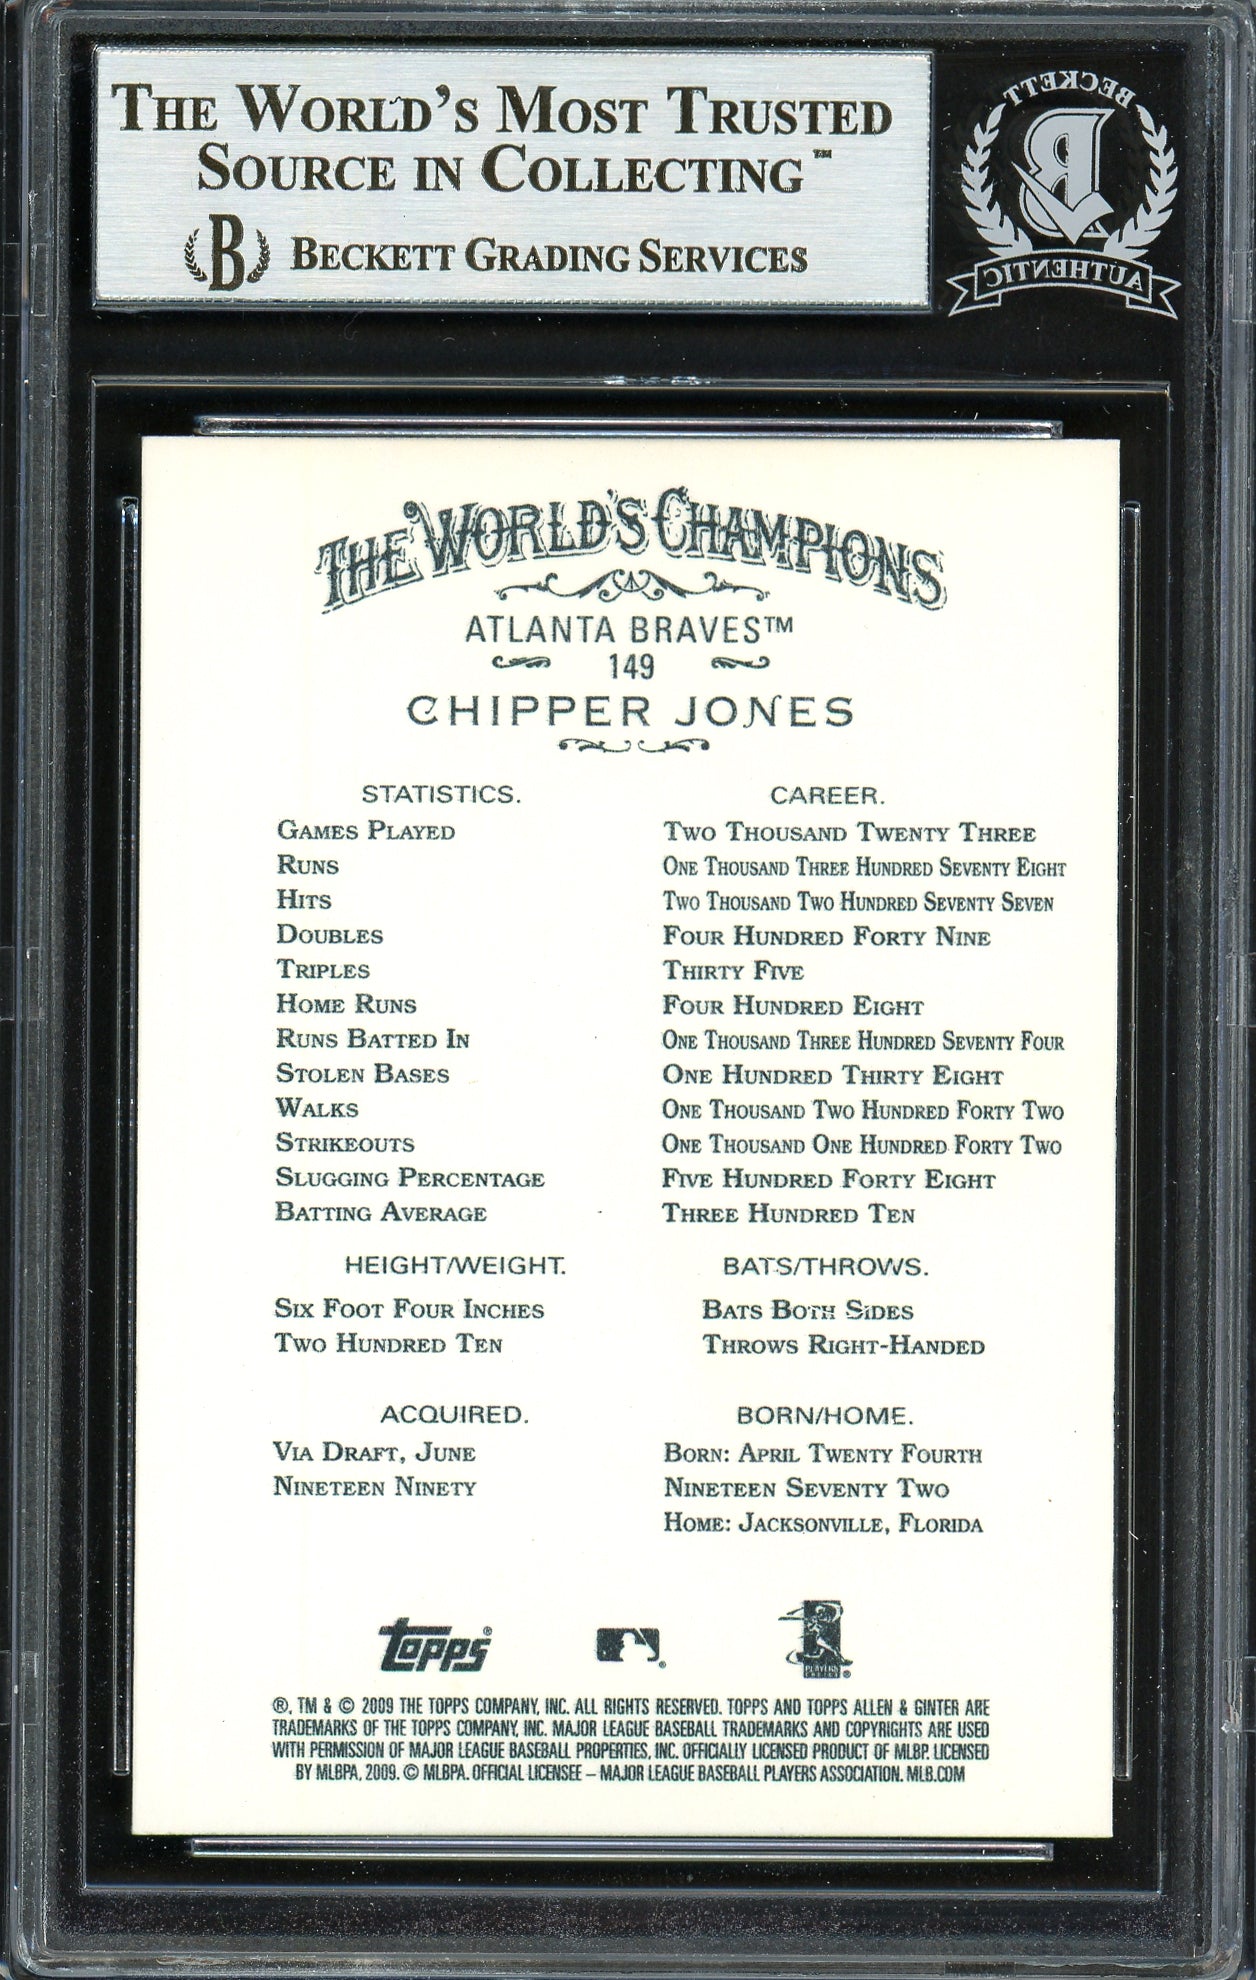 THE WORLD'S MOST TRUSTED
SOURCE IN COLLECTING™
B BECKETT GRADING SERVICES
BECKETT
B
AUTHENTIC
THE WORLD'S CHAMPIONS
ATLANTA BRAVES™
149
CHIPPER JONES
STATISTICS. CAREER.
GAMES PLAYED TWO THOUSAND TWENTY THREE
RUNS ONE THOUSAND THREE HUNDRED SEVENTY EIGHT
HITS TWO THOUSAND TWO HUNDRED SEVENTY SEVEN
DOUBLES FOUR HUNDRED FORTY NINE
TRIPLES THIRTY FIVE
HOME RUNS FOUR HUNDRED EIGHT
RUNS BATTED IN ONE THOUSAND THREE HUNDRED SEVENTY FOUR
STOLEN BASES ONE HUNDRED THIRTY EIGHT
WALKS ONE THOUSAND TWO HUNDRED FORTY TWO
STRIKEOUTS ONE THOUSAND ONE HUNDRED FORTY TWO
SLUGGING PERCENTAGE FIVE HUNDRED FORTY EIGHT
BATTING AVERAGE THREE HUNDRED TEN
HEIGHT/WEIGHT. BATS/THROWS.
SIX FOOT FOUR INCHES BATS BOTH SIDES
TWO HUNDRED TEN THROWS RIGHT-HANDED
ACQUIRED. BORN/HOME.
VIA DRAFT, JUNE BORN: APRIL TWENTY FOURTH
NINETEEN NINETY NINETEEN SEVENTY TWO
HOME: JACKSONVILLE, FLORIDA
Topps®
PLAYERS CHOICE ®
®, TM & © 2009 THE TOPPS COMPANY, INC. ALL RIGHTS RESERVED. TOPPS AND TOPPS ALLEN & GINTER ARE
TRADEMARKS OF THE TOPPS COMPANY, INC. MAJOR LEAGUE BASEBALL TRADEMARKS AND COPYRIGHTS ARE USED
WITH PERMISSION OF MAJOR LEAGUE BASEBALL PROPERTIES, INC. OFFICIALLY LICENSED PRODUCT OF MLBP. LICENSED
BY MLBPA, 2009. © MLBPA. OFFICIAL LICENSEE – MAJOR LEAGUE BASEBALL PLAYERS ASSOCIATION. MLB.COM